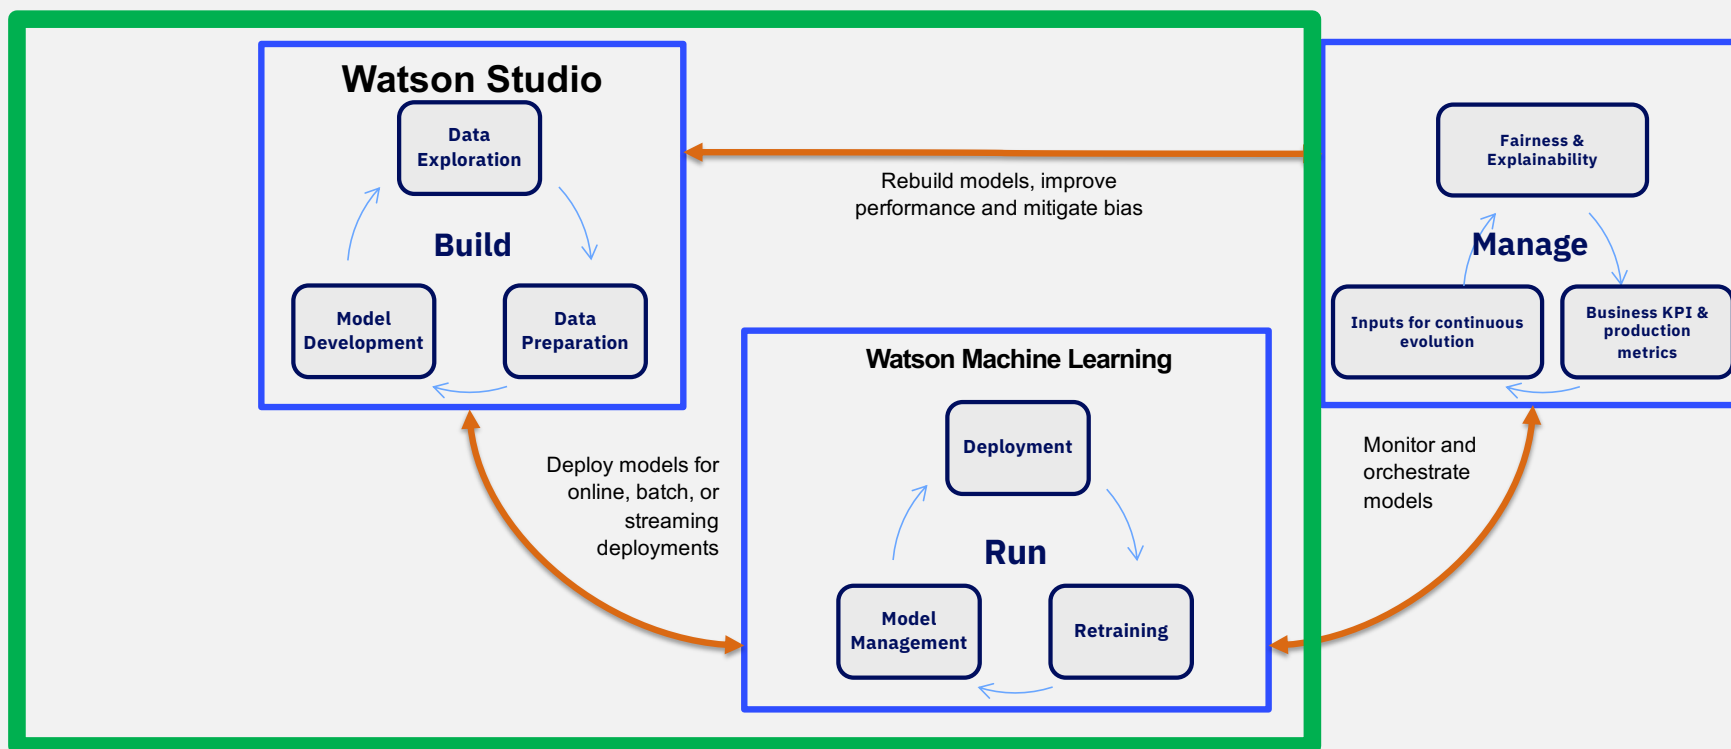 Watson Studio
Data
Exploration
Build
Model
Development
Data
Preparation
Rebuild models, improve
performance and mitigate bias
Fairness &
Explainability
Manage
Inputs for continuous
evolution
Business KPI &
production
metrics
Deploy models for
online, batch, or
streaming
deployments
Watson Machine Learning
Deployment
Run
Model
Management
Retraining
Monitor and
orchestrate
models